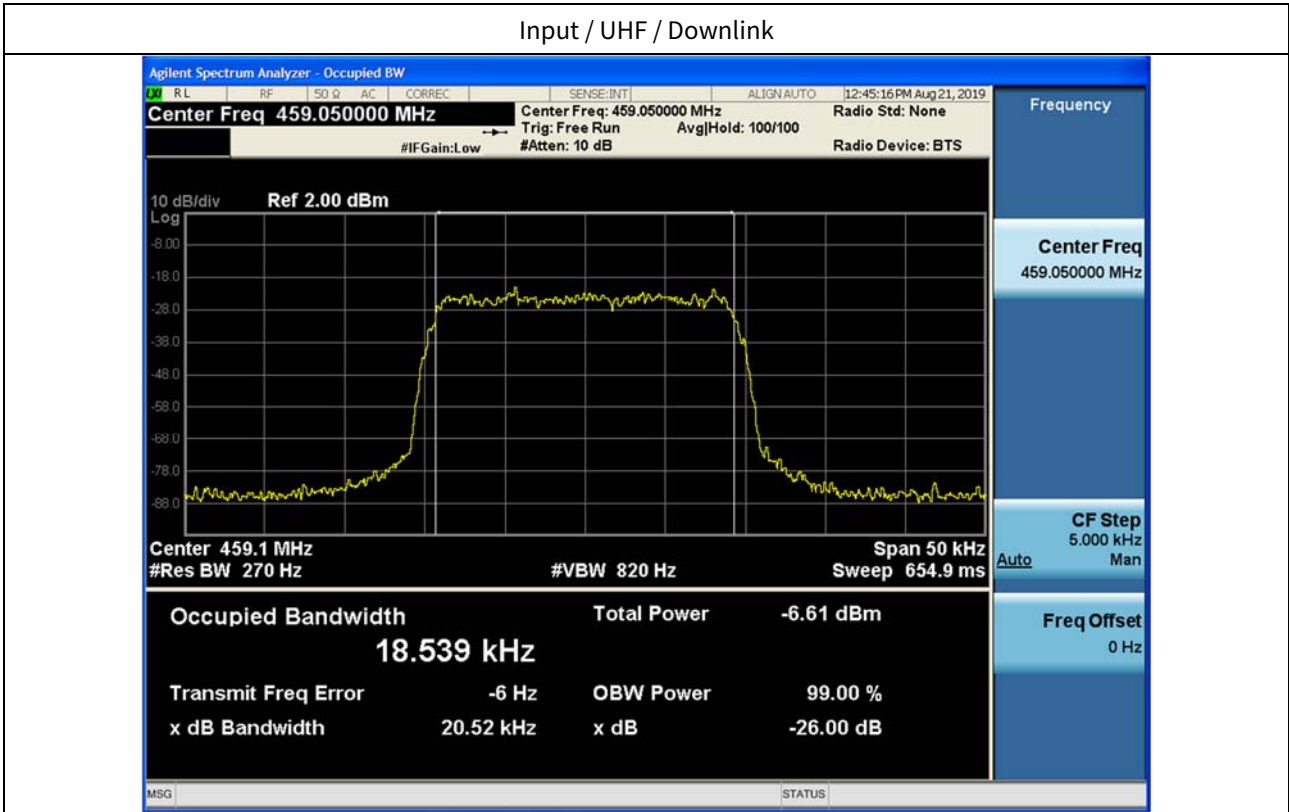 Input / UHF / Downlink
Agilent Spectrum Analyzer - Occupied BW
LXI RL RF 50 Ω AC CORREC SENSE:INT ALIGN AUTO 12:45:16 PM Aug 21, 2019
Center Freq 459.050000 MHz
Center Freq: 459.050000 MHz
Radio Std: None
Trig: Free Run Avg|Hold: 100/100
#IFGain:Low
#Atten: 10 dB
Radio Device: BTS
Frequency
10 dB/div Ref 2.00 dBm
Log
-8.00
-18.0
-28.0
-38.0
-48.0
-58.0
-68.0
-78.0
-88.0
Center Freq
459.050000 MHz
Center 459.1 MHz Span 50 kHz
#Res BW 270 Hz #VBW 820 Hz Sweep 654.9 ms
CF Step
5.000 kHz
Auto Man
Occupied Bandwidth Total Power -6.61 dBm
18.539 kHz
Transmit Freq Error -6 Hz OBW Power 99.00 %
x dB Bandwidth 20.52 kHz x dB -26.00 dB
Freq Offset
0 Hz
MSG STATUS